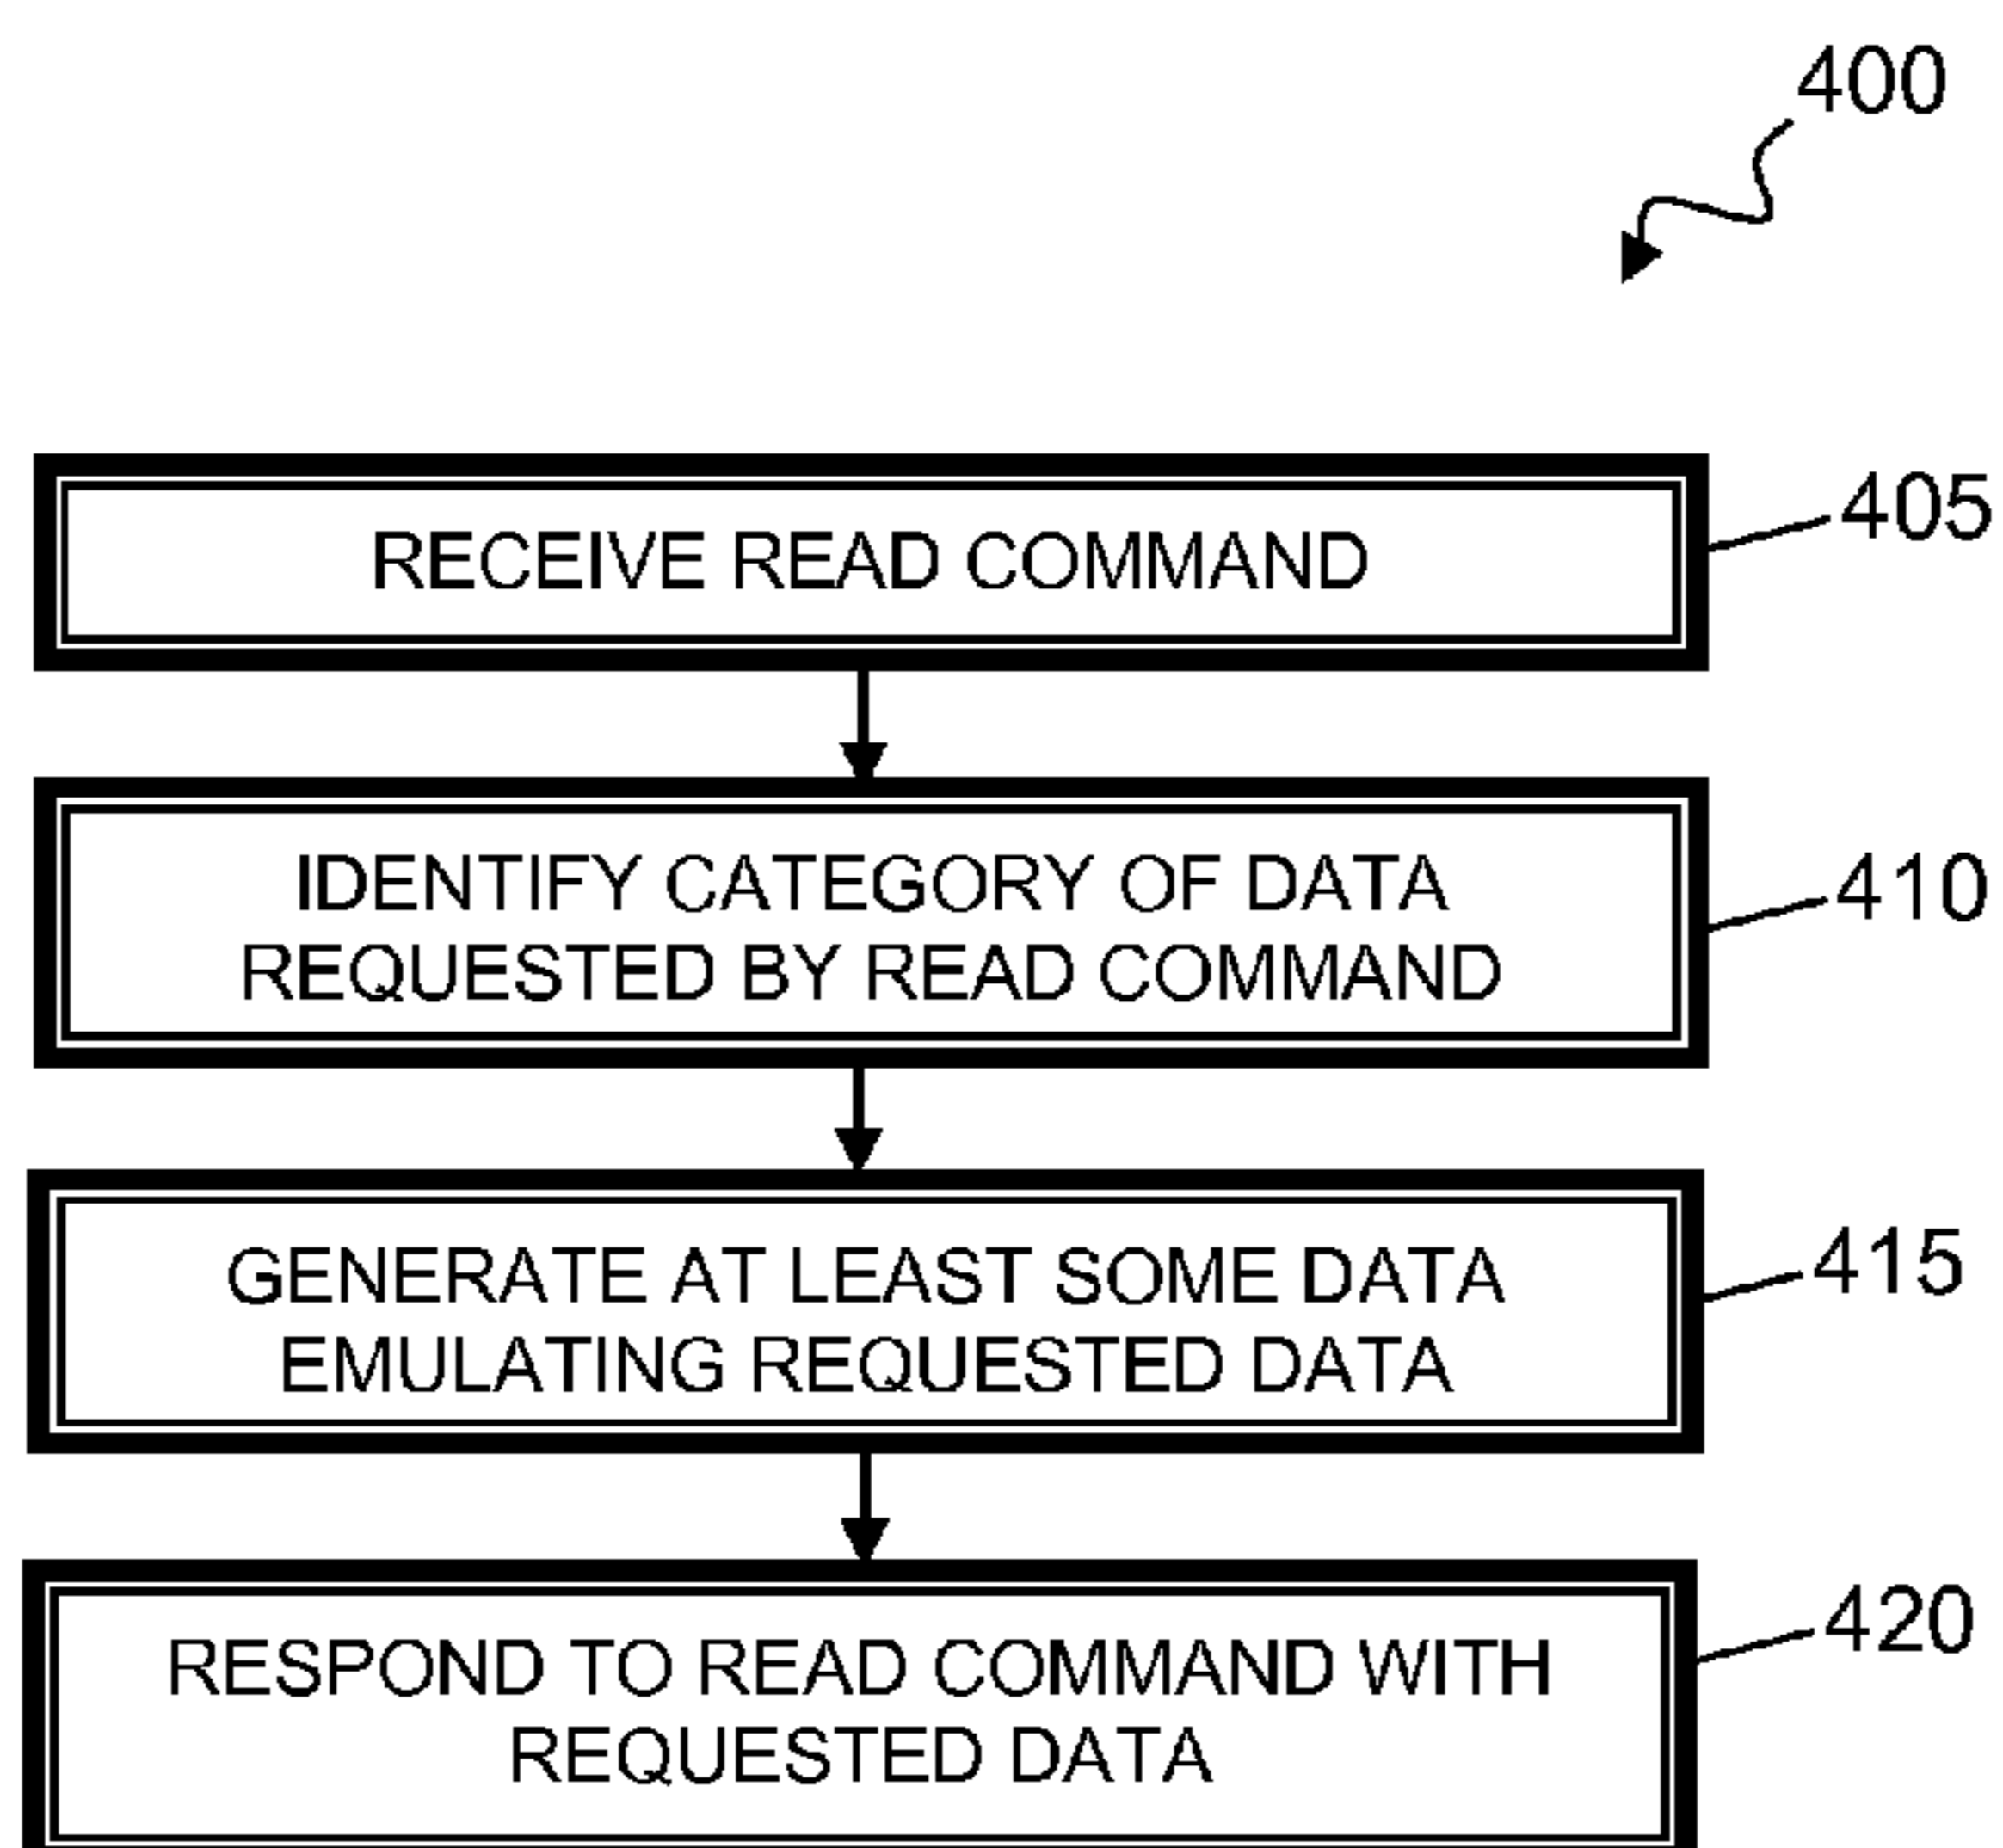 400
RECEIVE READ COMMAND
405
IDENTIFY CATEGORY OF DATA
REQUESTED BY READ COMMAND
410
GENERATE AT LEAST SOME DATA
EMULATING REQUESTED DATA
415
RESPOND TO READ COMMAND WITH
REQUESTED DATA
420